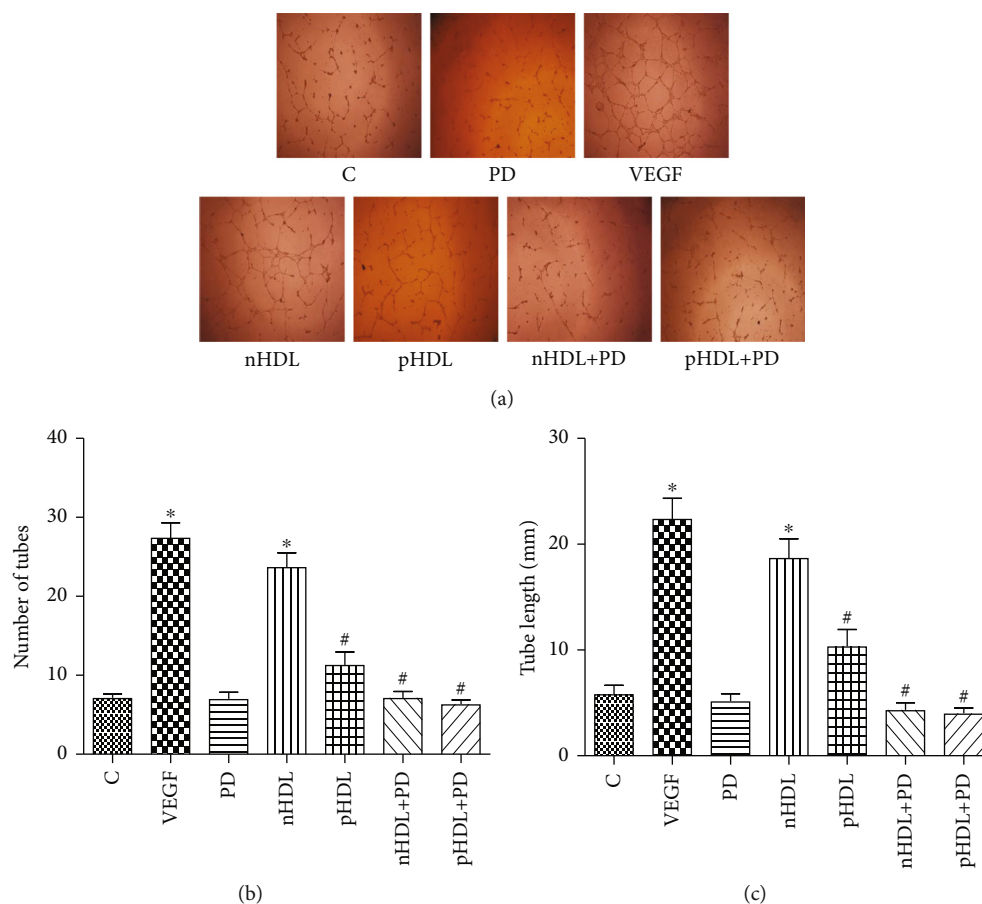 C PD VEGF
nHDL pHDL nHDL+PD pHDL+PD
(a)
Number of tubes
40
30
20
10
0
*
*
#
#
#
C VEGF PD nHDL pHDL nHDL+PD pHDL+PD
(b)
Tube length (mm)
30
20
10
0
*
*
#
#
#
C VEGF PD nHDL pHDL nHDL+PD pHDL+PD
(c)